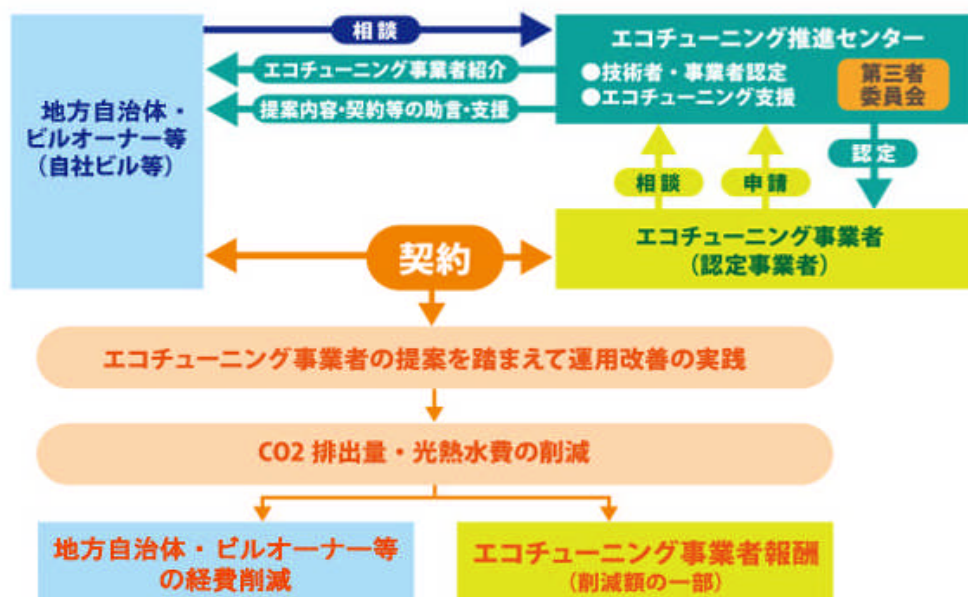 相談
エコチューニング推進センター
エコチューニング事業者紹介
●技術者・事業者認定
●エコチューニング支援
第三者
委員会
提案内容・契約等の助言・支援
地方自治体・
ビルオーナー等
(自社ビル等)
相談
申請
認定
エコチューニング事業者
(認定事業者)
契約
エコチューニング事業者の提案を踏まえて運用改善の実践
CO2 排出量・光熱水費の削減
地方自治体・ビルオーナー等
の経費削減
エコチューニング事業者報酬
(削減額の一部)